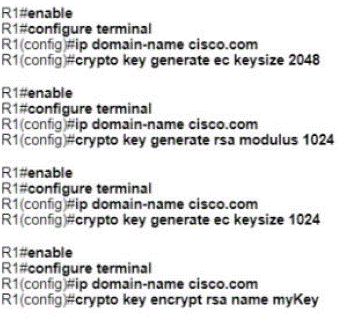 R1#enable
R1#configure terminal
R1(config)#ip domain-name cisco.com
R1(config)#crypto key generate ec keysize 2048
R1#enable
R1#configure terminal
R1(config)#ip domain-name cisco.com
R1(config)#crypto key generate rsa modulus 1024
R1#enable
R1#configure terminal
R1(config)#ip domain-name cisco.com
R1(config)#crypto key generate ec keysize 1024
R1#enable
R1#configure terminal
R1(config)#ip domain-name cisco.com
R1(config)#crypto key encrypt rsa name myKey